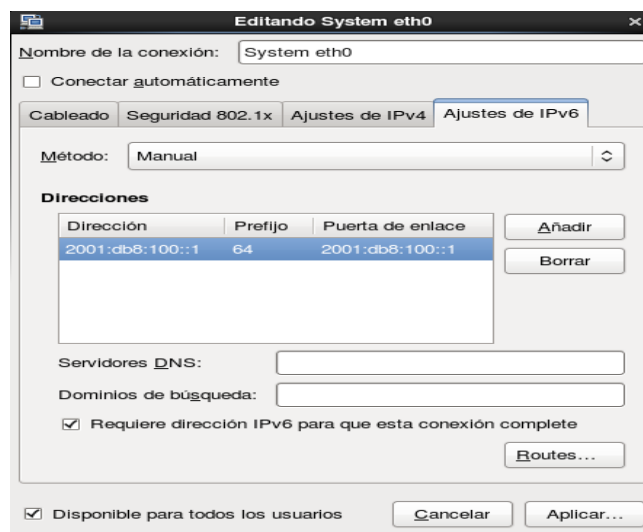 Editando System eth0
Nombre de la conexión: System eth0
Conectar automáticamente
Cableado Seguridad 802.1x Ajustes de IPv4 Ajustes de IPv6
Método: Manual
Direcciones
Dirección Prefijo Puerta de enlace
2001:db8:100::1 64 2001:db8:100::1
Añadir
Borrar
Servidores DNS:
Dominios de búsqueda:
Requiere dirección IPv6 para que esta conexión complete
Routes...
Disponible para todos los usuarios Cancelar Aplicar...